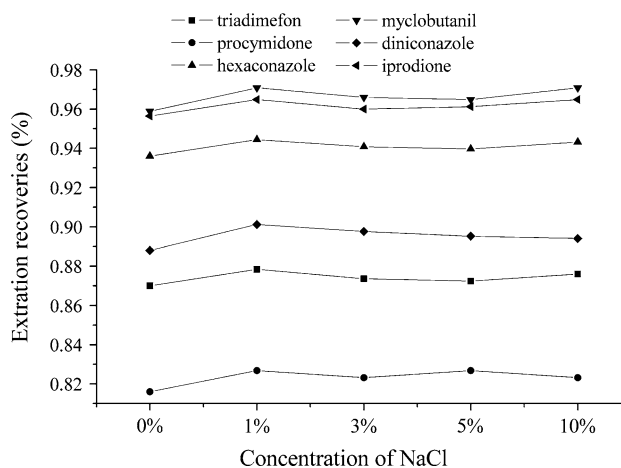 triadimefon
myclobutanil
procymidone
diniconazole
hexaconazole
iprodione
Extration recoveries (%)
0.98
0.96
0.94
0.92
0.90
0.88
0.86
0.84
0.82
0% 1% 3% 5% 10%
Concentration of NaCl